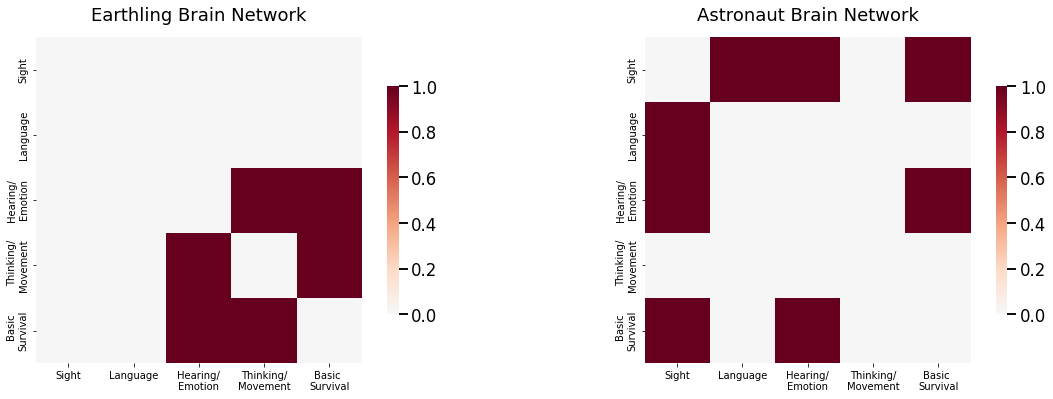 Earthling Brain Network
Sight
Language
Hearing/
Emotion
Thinking/
Movement
Basic
Survival
Sight
Language
Hearing/
Emotion
Thinking/
Movement
Basic
Survival
1.0
0.8
0.6
0.4
0.2
0.0
Astronaut Brain Network
Sight
Language
Hearing/
Emotion
Thinking/
Movement
Basic
Survival
Sight
Language
Hearing/
Emotion
Thinking/
Movement
Basic
Survival
1.0
0.8
0.6
0.4
0.2
0.0